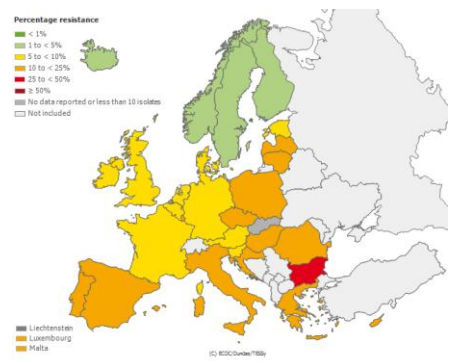 Percentage resistance
< 1%
1 to < 5%
5 to < 10%
10 to < 25%
25 to < 50%
≥ 50%
No data reported or less than 10 isolates
Not included
Liechtenstein
Luxembourg
Malta
(C) ECDC/Dundas/TESSy